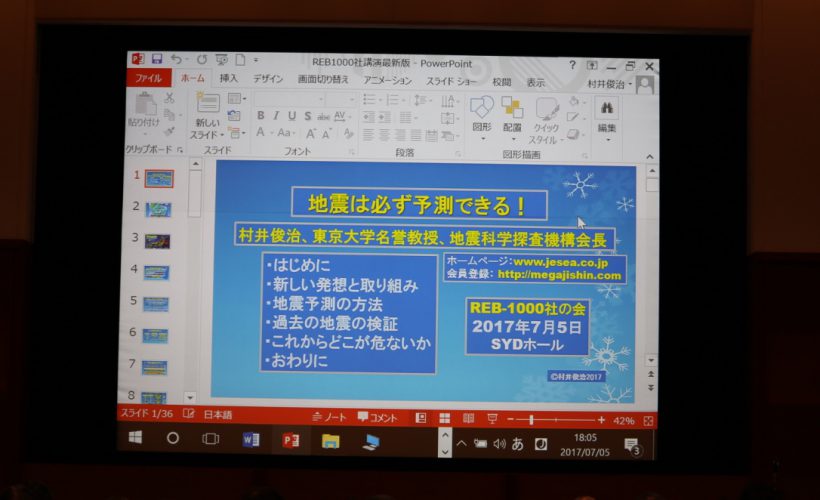 REB1000社講演最新版 - PowerPoint
ファイル ホーム 挿入 デザイン 画面切り替え アニメーション スライド ショー 校閲 表示 村井俊治
貼り付け 新しい スライド B I U S abc AV A Aa A A 図形 配置 クイック スタイル 編集
クリップボード スライド フォント 段落 図形描画
1
2
3
4
5
6
7
8
地震は必ず予測できる！
村井俊治、東京大学名誉教授、地震科学探査機構会長
・はじめに
・新しい発想と取り組み
・地震予測の方法
・過去の地震の検証
・これからどこが危ないか
・おわりに
ホームページ:www.jesea.co.jp
会員登録: http://megajishin.com
REB-1000社の会
2017年7月5日
SYDホール
©村井俊治2017
スライド 1/36 日本語 ノート コメント 42%
あ 18:05
2017/07/05 3